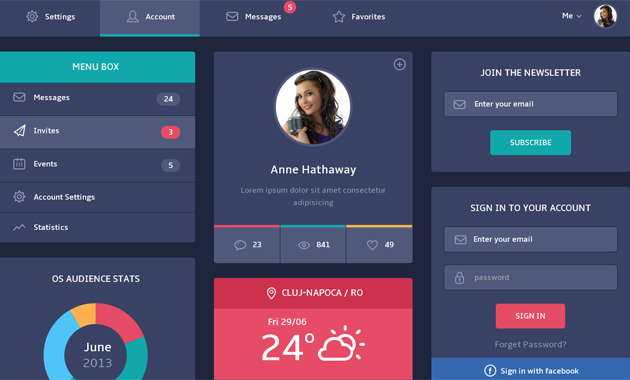 Settings
Account
Messages
5
Favorites
Me
MENU BOX
Messages
24
Invites
3
Events
5
Account Settings
Statistics
OS AUDIENCE STATS
June
2013
Anne Hathaway
Lorem ipsum dolor sit amet consectetur
adipisicing
23
841
49
CLUJ-NAPOCA / RO
Fri 29/06
24°
JOIN THE NEWSLETTER
Enter your email
SUBSCRIBE
SIGN IN TO YOUR ACCOUNT
Enter your email
password
SIGN IN
Forget Password?
f
Sign in with facebook